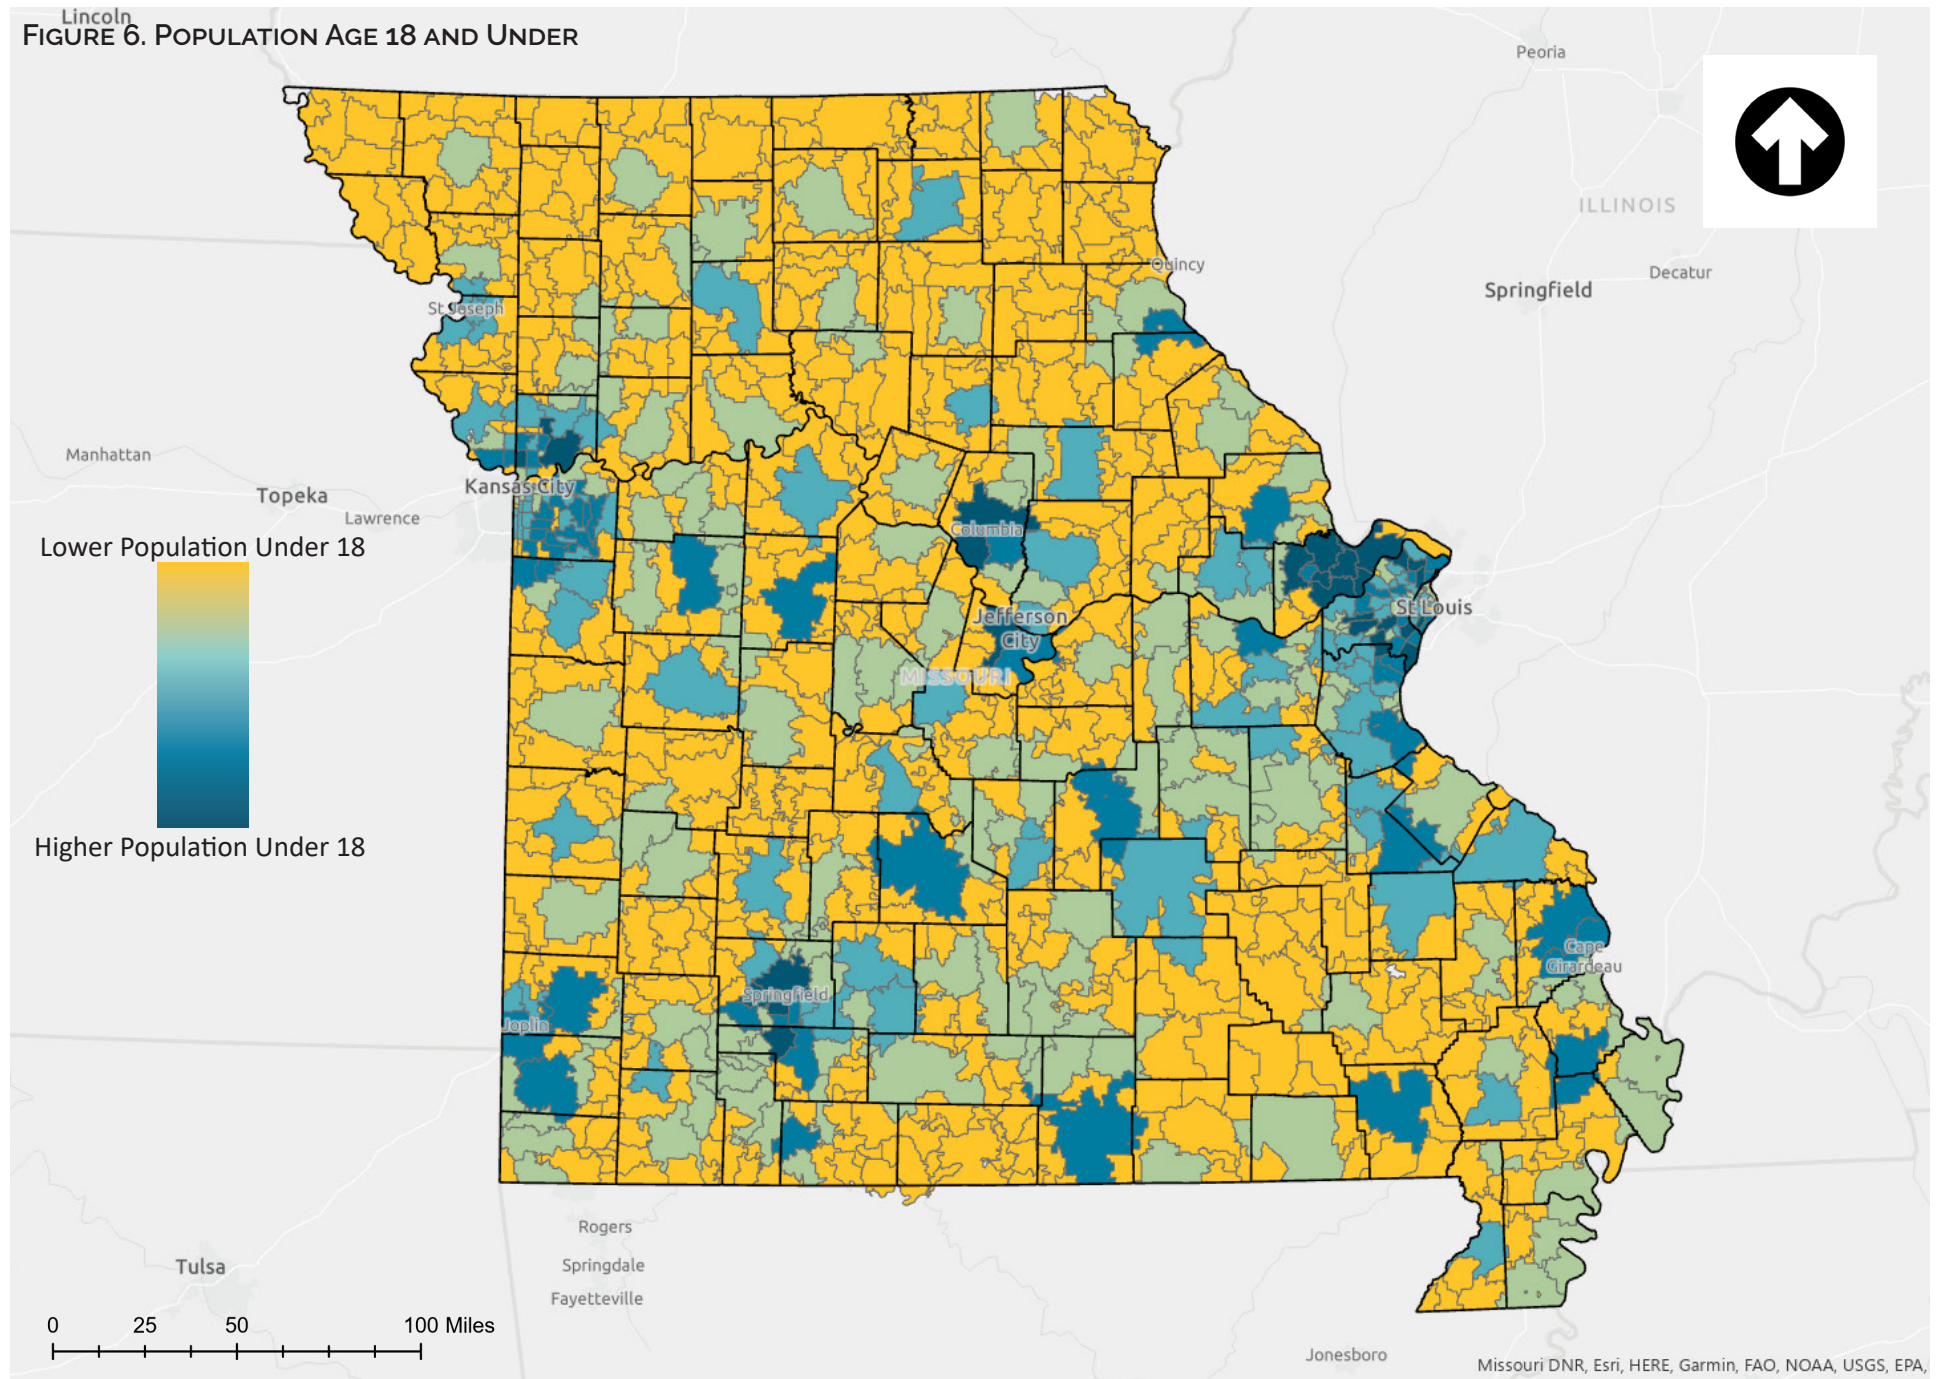 Lincoln
FIGURE 6. POPULATION AGE 18 AND UNDER
Peoria
ILLINOIS
Quincy
Decatur
Springfield
St Joseph
Manhattan
Topeka
Kansas City
Lawrence
Columbia
Lower Population Under 18
St Louis
Jefferson
City
MISSOURI
Higher Population Under 18
Cape
Girardeau
Springfield
Joplin
Rogers
Springdale
Tulsa
Fayetteville
0 25 50 100 Miles
Jonesboro
Missouri DNR, Esri, HERE, Garmin, FAO, NOAA, USGS, EPA,